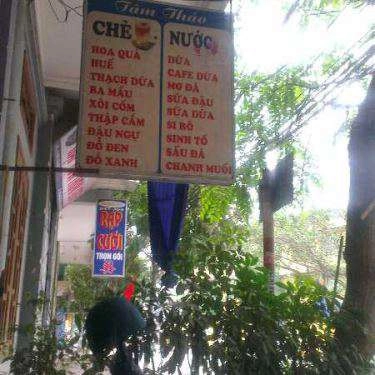 Tâm Thảo
CHÈ
HOA QUẢ
HUẾ
THẠCH DỪA
BA MÀU
XÔI CỐM
THẬP CẨM
ĐẬU NGỰ
ĐỖ ĐEN
ĐỖ XANH
NƯỚC
DỪA
CAFE DỪA
MƠ ĐÁ
SỮA ĐẬU
SỮA DỪA
SI RÔ
SINH TỐ
SẤU ĐÁ
CHANH MUỐI
RẠP
CƯỚI
TRỌN GÓI